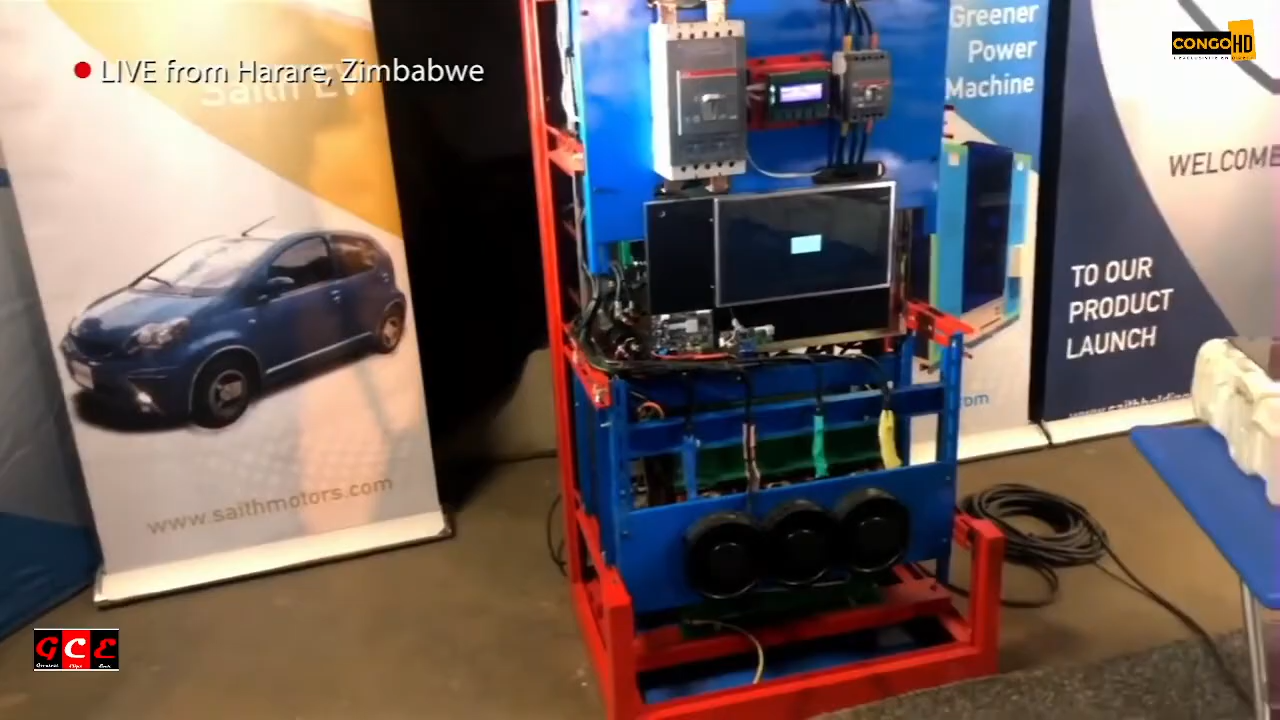 LIVE from Harare, Zimbabwe
Saith EV
www.saithmotors.com
Greener
Power
Machine
WELCOME
TO OUR
PRODUCT
LAUNCH
CONGO HD
GCE